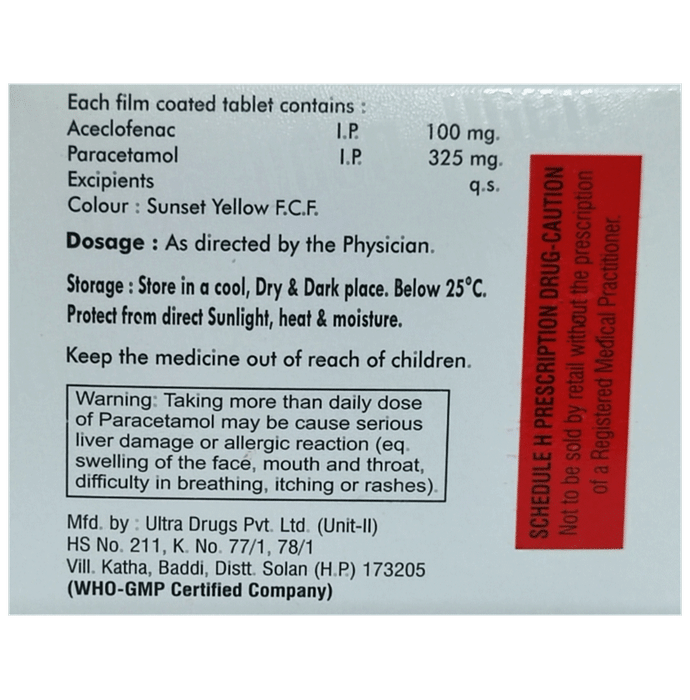 Each film coated tablet contains :
Aceclofenac I.P. 100 mg.
Paracetamol I.P. 325 mg.
Excipients q.s.
Colour : Sunset Yellow F.C.F.
Dosage : As directed by the Physician.
Storage : Store in a cool, Dry & Dark place. Below 25°C.
Protect from direct Sunlight, heat & moisture.
Keep the medicine out of reach of children.
Warning: Taking more than daily dose
of Paracetamol may be cause serious
liver damage or allergic reaction (eq.
swelling of the face, mouth and throat,
difficulty in breathing, itching or rashes).
Mfd. by : Ultra Drugs Pvt. Ltd. (Unit-II)
HS No. 211, K. No. 77/1, 78/1
Vill. Katha, Baddi, Distt. Solan (H.P.) 173205
(WHO-GMP Certified Company)
SCHEDULE H PRESCRIPTION DRUG-CAUTION
Not to be sold by retail without the prescription
of a Registered Medical Practitioner.